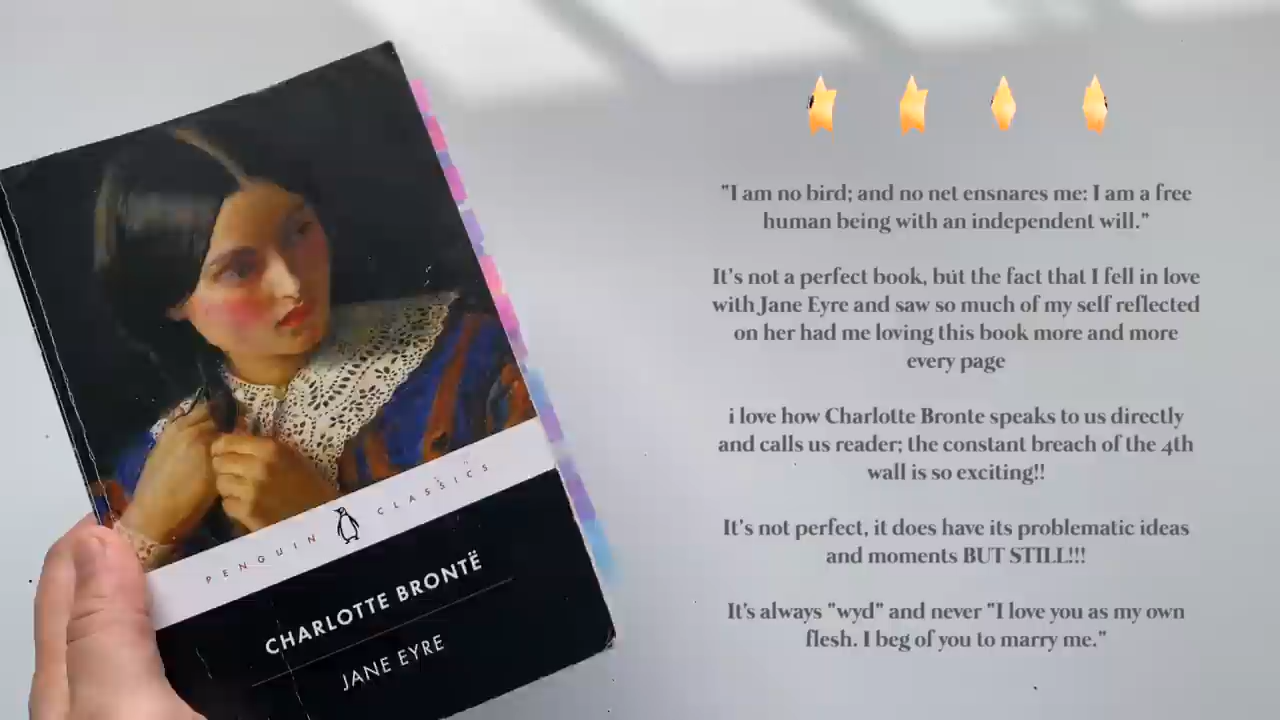 PENGUIN CLASSICS
CHARLOTTE BRONTË
JANE EYRE
"I am no bird; and no net ensnares me: I am a free
human being with an independent will."
It's not a perfect book, but the fact that I fell in love
with Jane Eyre and saw so much of my self reflected
on her had me loving this book more and more
every page
i love how Charlotte Bronte speaks to us directly
and calls us reader; the constant breach of the 4th
wall is so exciting!!
It's not perfect, it does have its problematic ideas
and moments BUT STILL!!!
It's always "wyd" and never "I love you as my own
flesh. I beg of you to marry me."